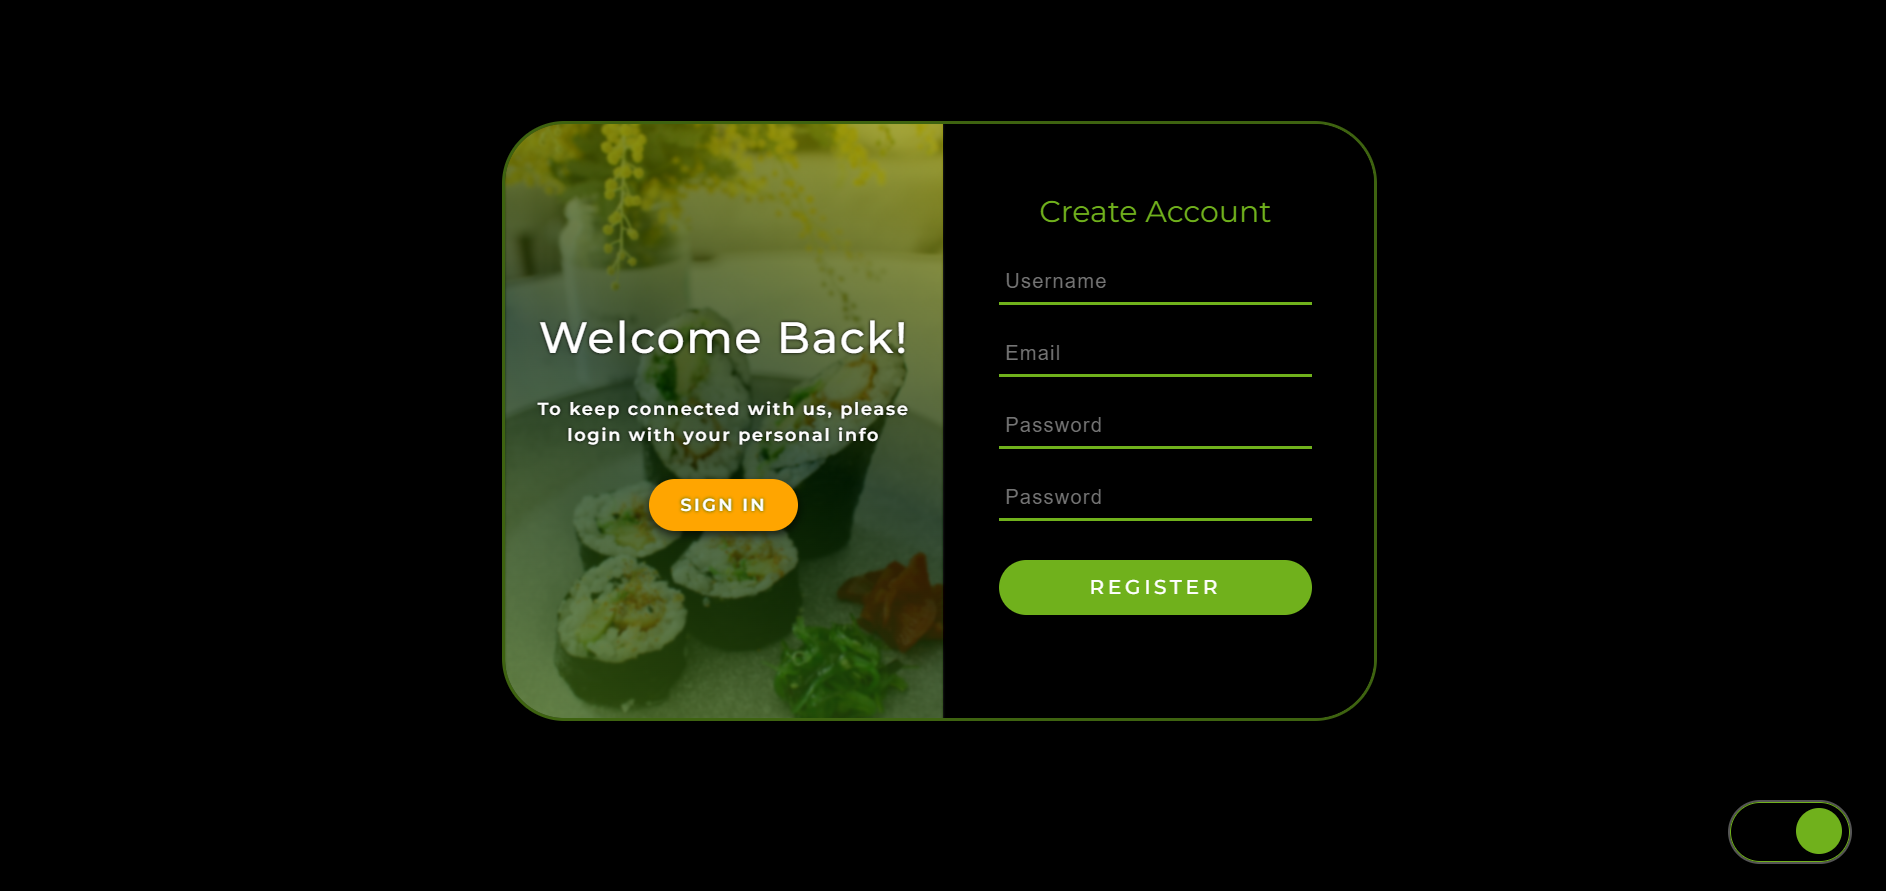 Welcome Back!
To keep connected with us, please
login with your personal info
SIGN IN
Create Account
Username
Email
Password
Password
REGISTER